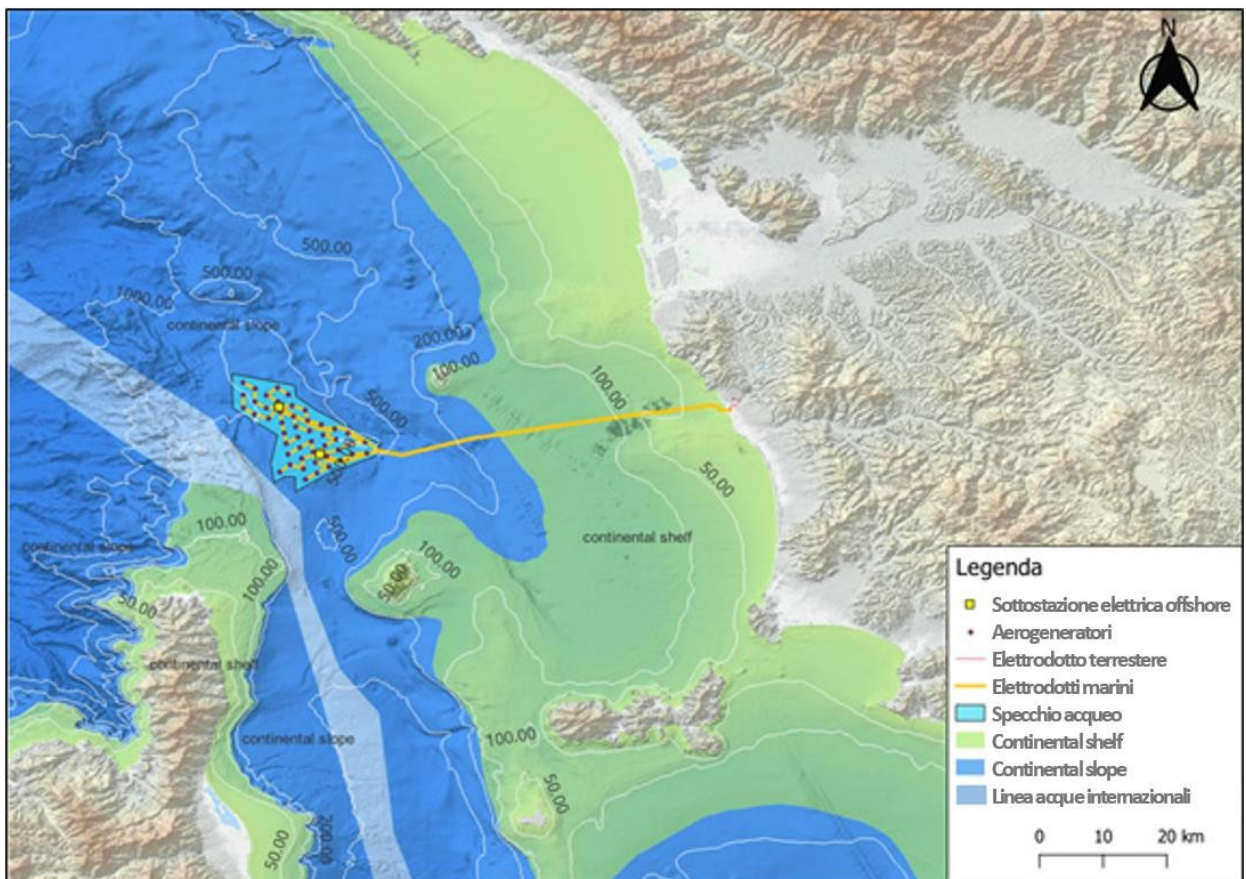 N
500.00
500.00
1000.00
continental slope
200.00
100.00
100.00
500.00
500.00
50.00
100.00
500.00
continental shelf
continental slope
100.00
50.00
100.00
50.00
continental shelf
continental slope
100.00
50.00
200.00
50.00
Legenda
Sottostazione elettrica offshore
Aerogeneratori
Elettrodotto terrestere
Elettrodotti marini
Specchio acqueo
Continental shelf
Continental slope
Linea acque internazionali
0 10 20 km